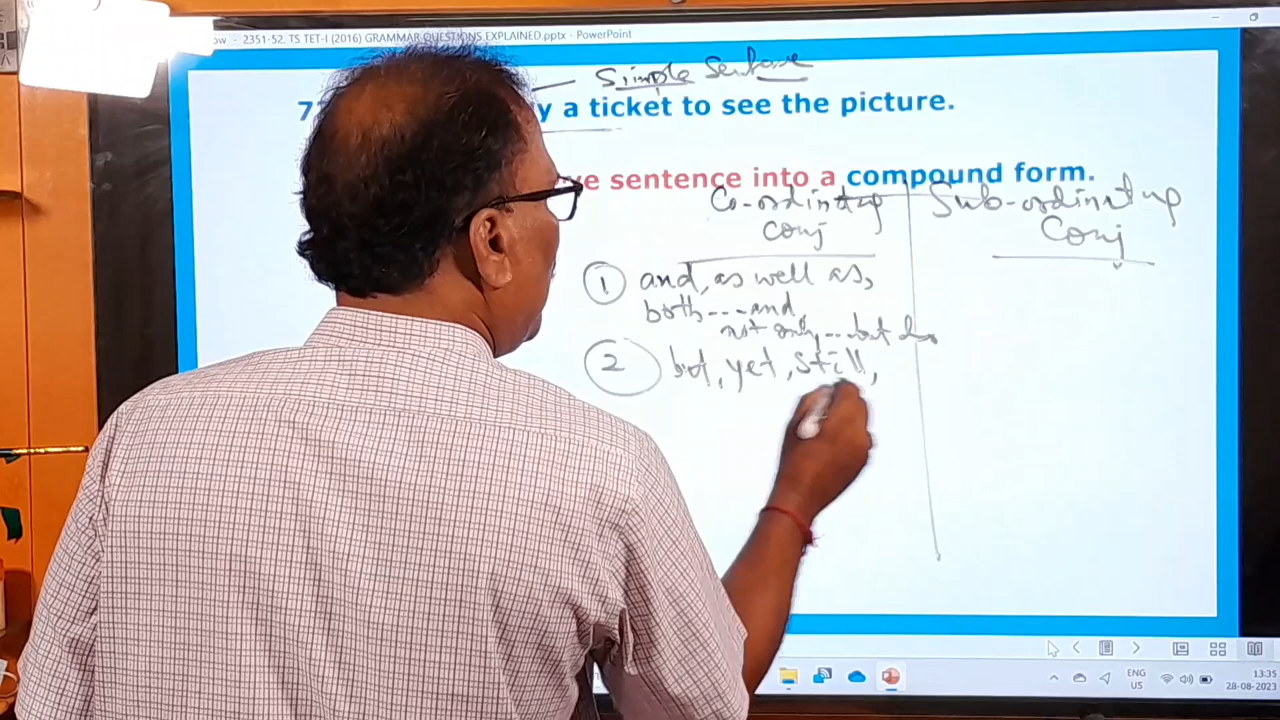 - 2351-52. TS TET-I (2016) GRAMMAR QUESTIONS EXPLAINED.pptx - PowerPoint
— Simple Sentence
y a ticket to see the picture.
ve sentence into a compound form.
Co-ordinating
conj
Sub-ordinating
Conj
1 and, as well as,
both---and
not only---but
2 but, yet, still,
ENG
US
13:35
28-08-2023